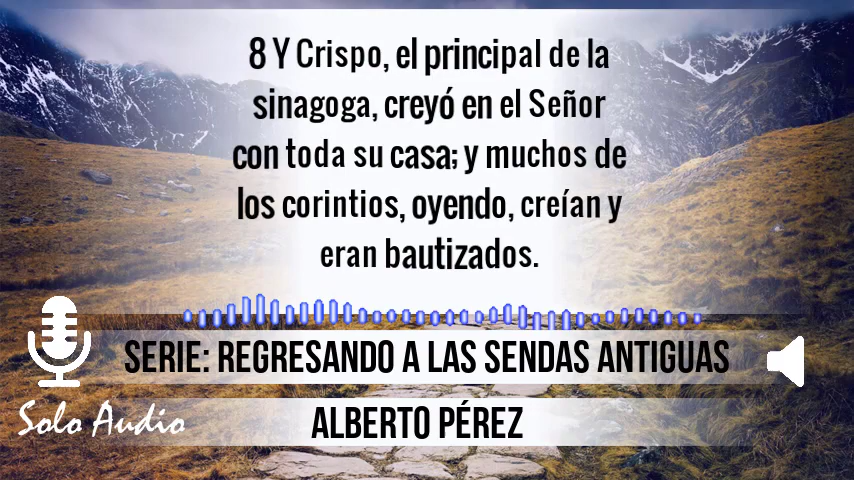 8 Y Crispo, el principal de la
sinagoga, creyó en el Señor
con toda su casa; y muchos de
los corintios, oyendo, creían y
eran bautizados.
SERIE: REGRESANDO A LAS SENDAS ANTIGUAS
Solo Audio
ALBERTO PÉREZ